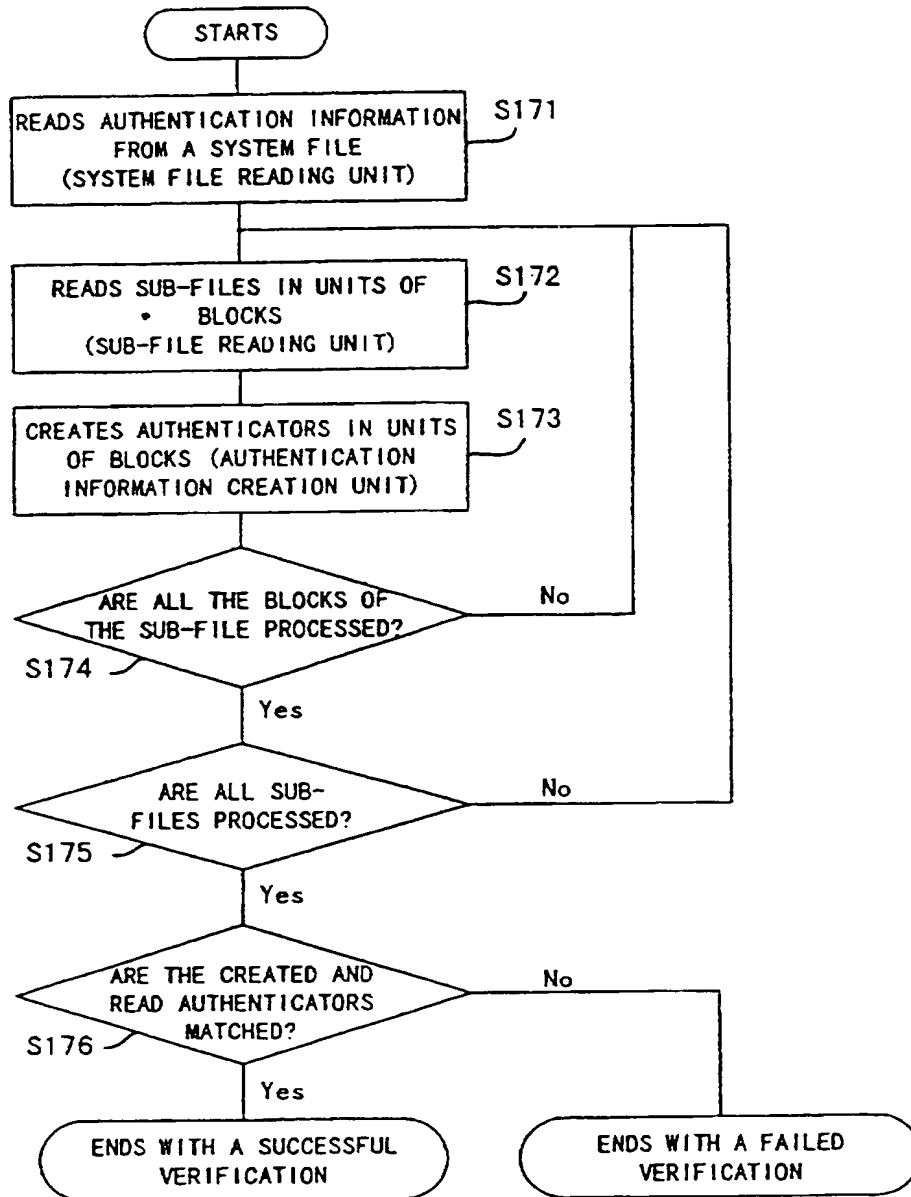 STARTS
READS AUTHENTICATION INFORMATION
FROM A SYSTEM FILE
(SYSTEM FILE READING UNIT)
S171
READS SUB-FILES IN UNITS OF
BLOCKS
(SUB-FILE READING UNIT)
S172
CREATES AUTHENTICATORS IN UNITS
OF BLOCKS (AUTHENTICATION
INFORMATION CREATION UNIT)
S173
ARE ALL THE BLOCKS OF
THE SUB-FILE PROCESSED?
No
S174
Yes
ARE ALL SUB-
FILES PROCESSED?
No
S175
Yes
ARE THE CREATED AND
READ AUTHENTICATORS
MATCHED?
No
S176
Yes
ENDS WITH A SUCCESSFUL
VERIFICATION
ENDS WITH A FAILED
VERIFICATION